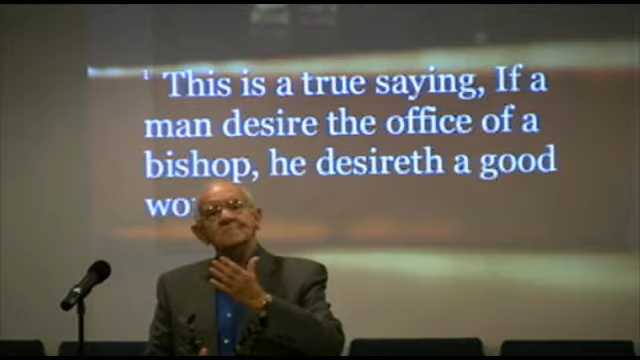 1 This is a true saying, If a
man desire the office of a
bishop, he desireth a good